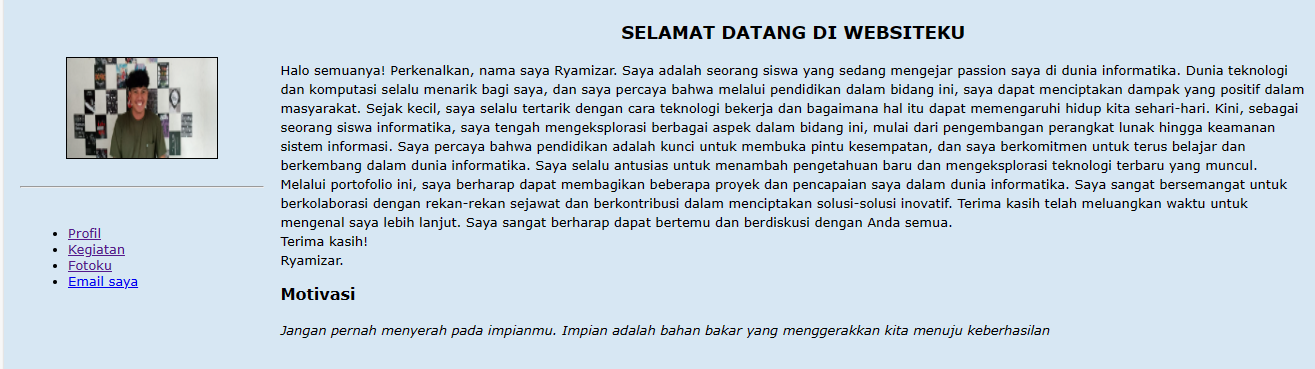 SELAMAT DATANG DI WEBSITEKU
Halo semuanya! Perkenalkan, nama saya Ryamizar. Saya adalah seorang siswa yang sedang mengejar passion saya di dunia informatika. Dunia teknologi
dan komputasi selalu menarik bagi saya, dan saya percaya bahwa melalui pendidikan dalam bidang ini, saya dapat menciptakan dampak yang positif dalam
masyarakat. Sejak kecil, saya selalu tertarik dengan cara teknologi bekerja dan bagaimana hal itu dapat memengaruhi hidup kita sehari-hari. Kini, sebagai
seorang siswa informatika, saya tengah mengeksplorasi berbagai aspek dalam bidang ini, mulai dari pengembangan perangkat lunak hingga keamanan
sistem informasi. Saya percaya bahwa pendidikan adalah kunci untuk membuka pintu kesempatan, dan saya berkomitmen untuk terus belajar dan
berkembang dalam dunia informatika. Saya selalu antusias untuk menambah pengetahuan baru dan mengeksplorasi teknologi terbaru yang muncul.
Melalui portofolio ini, saya berharap dapat membagikan beberapa proyek dan pencapaian saya dalam dunia informatika. Saya sangat bersemangat untuk
berkolaborasi dengan rekan-rekan sejawat dan berkontribusi dalam menciptakan solusi-solusi inovatif. Terima kasih telah meluangkan waktu untuk
mengenal saya lebih lanjut. Saya sangat berharap dapat bertemu dan berdiskusi dengan Anda semua.
Terima kasih!
Ryamizar.
Motivasi
Jangan pernah menyerah pada impianmu. Impian adalah bahan bakar yang menggerakkan kita menuju keberhasilan
Profil
Kegiatan
Fotoku
Email saya